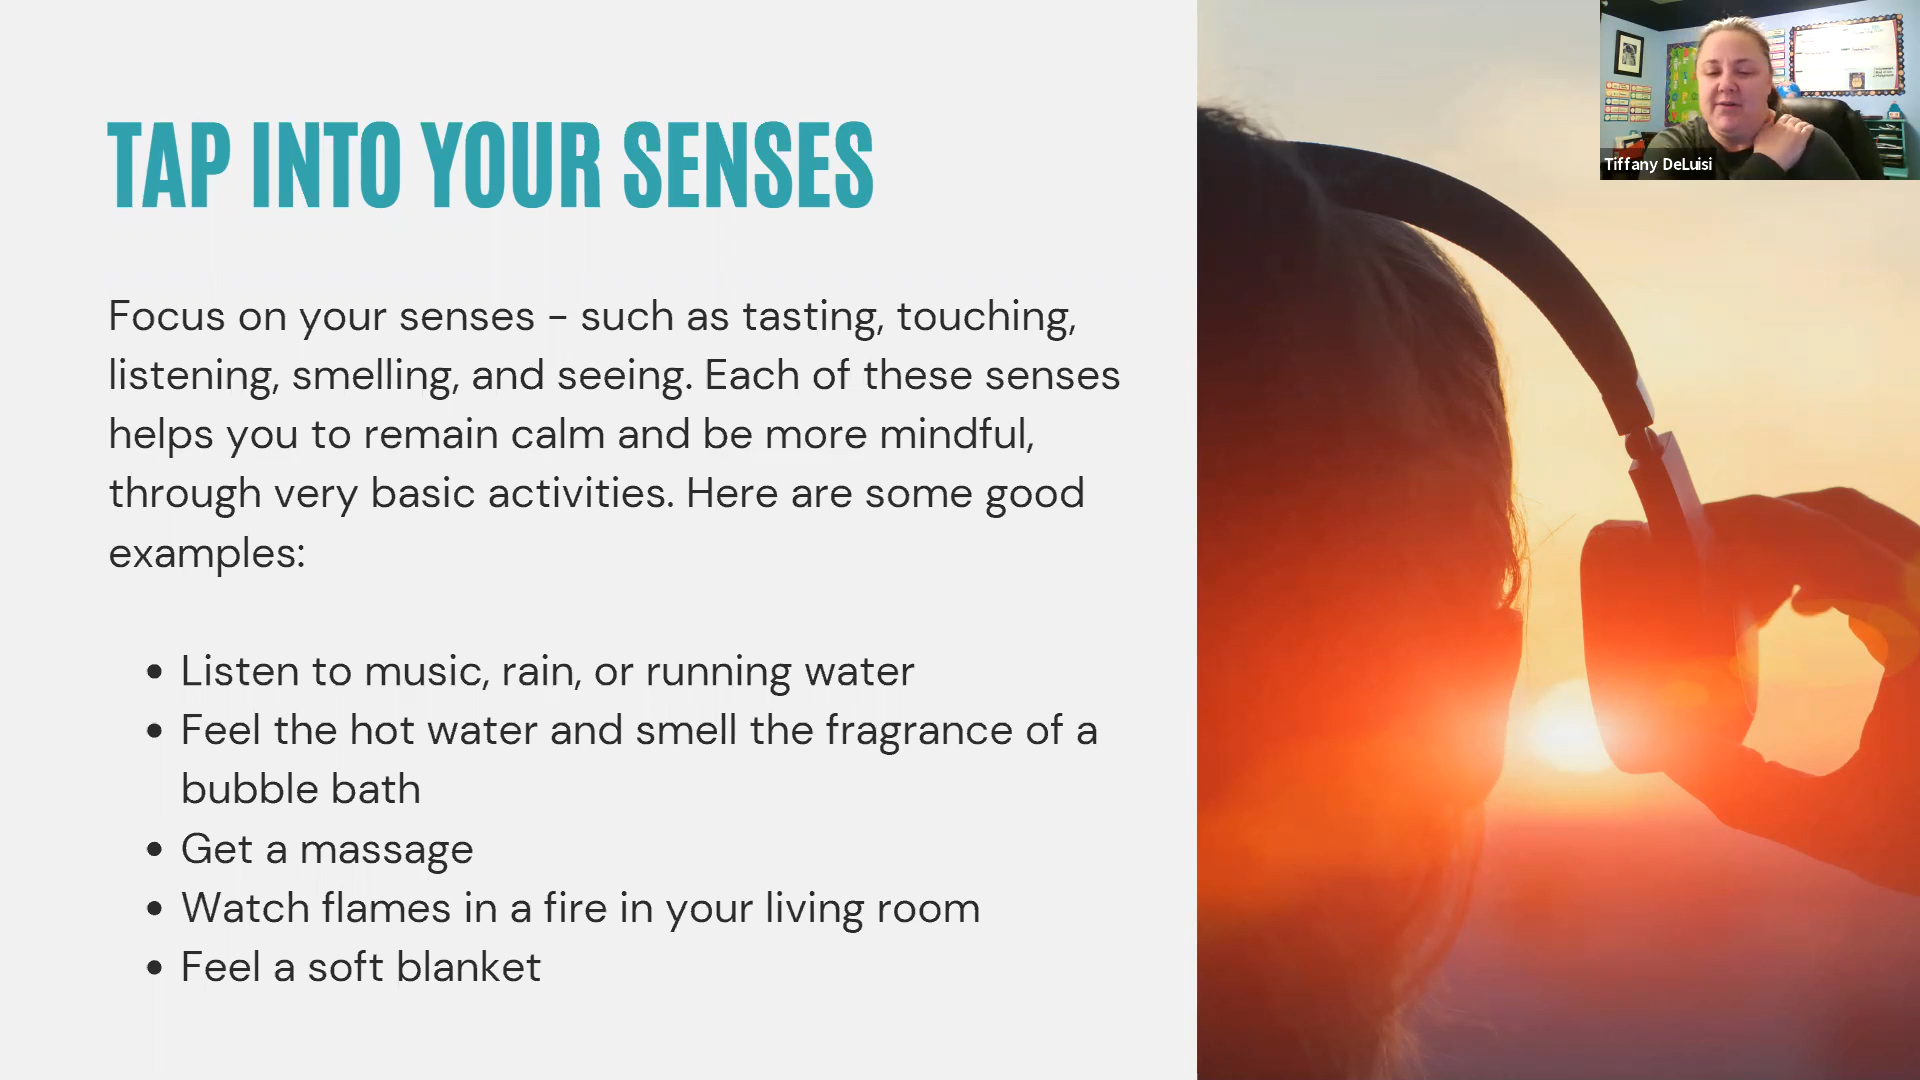 TAP INTO YOUR SENSES
Focus on your senses - such as tasting, touching,
listening, smelling, and seeing. Each of these senses
helps you to remain calm and be more mindful,
through very basic activities. Here are some good
examples:
• Listen to music, rain, or running water
• Feel the hot water and smell the fragrance of a
bubble bath
• Get a massage
• Watch flames in a fire in your living room
• Feel a soft blanket
Tiffany DeLuisi